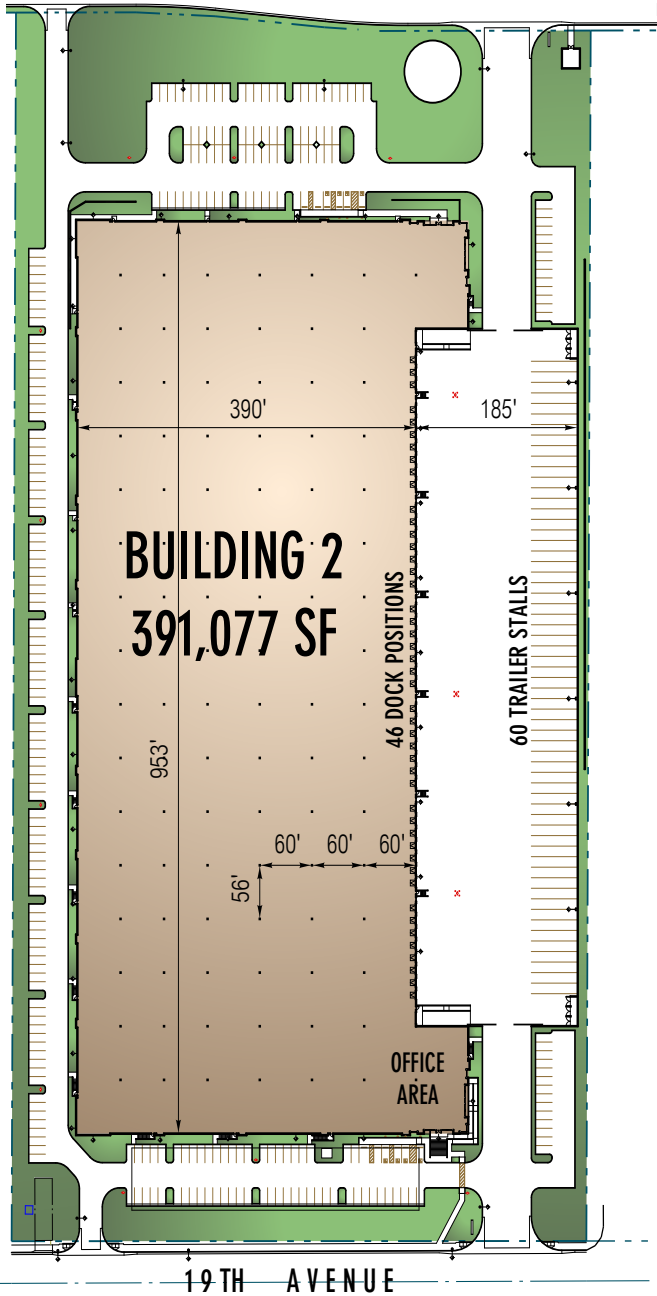 390'
185'
BUILDING 2
391,077 SF
46 DOCK POSITIONS
60 TRAILER STALLS
953'
60' 60' 60'
56'
OFFICE
AREA
19TH AVENUE